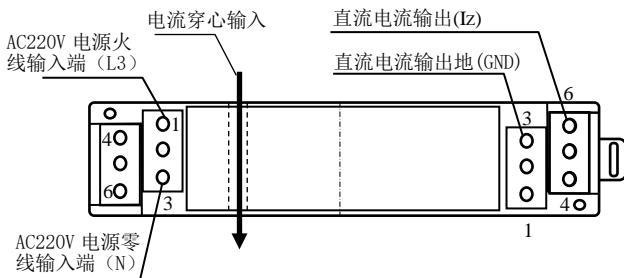 电流穿心输入
直流电流输出(Iz)
AC220V 电源火
线输入端（L3）
直流电流输出地(GND)
6
4
1
3
6
3
4
1
AC220V 电源零
线输入端（N）